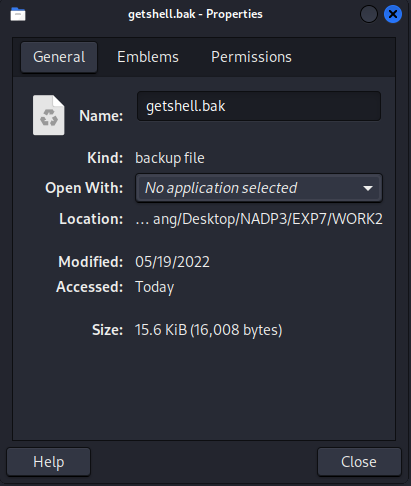 getshell.bak - Properties
General Emblems Permissions
Name: getshell.bak
Kind: backup file
Open With: No application selected
Location: ... ang/Desktop/NADP3/EXP7/WORK2
Modified: 05/19/2022
Accessed: Today
Size: 15.6 KiB (16,008 bytes)
Help Close